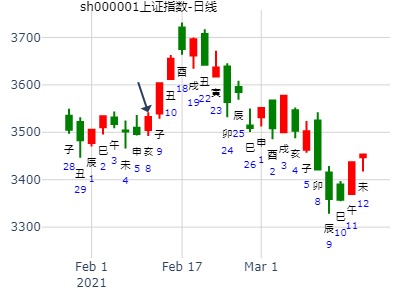 sh000001上证指数-日线
3700
3600
3500
3400
3300
子
28
丑
29
辰
1
巳
2
午
3
未
4
申
5
亥
8
子
9
丑
10
酉
18
戌
19
丑
22
寅
23
卯
24
辰
25
巳
26
申
1
酉
2
戌
3
亥
4
子
5
卯
8
辰
9
巳
10
午
11
未
12
Feb 1
2021
Feb 17
Mar 1